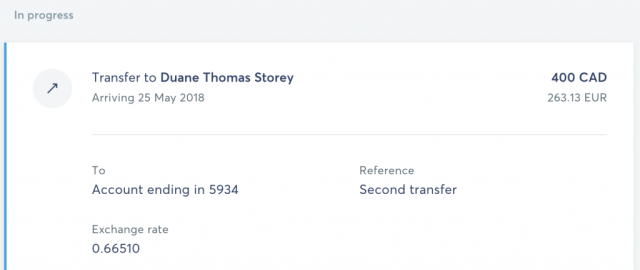 In progress
Transfer to Duane Thomas Storey 400 CAD
Arriving 25 May 2018 263.13 EUR
To Reference
Account ending in 5934 Second transfer
Exchange rate
0.66510